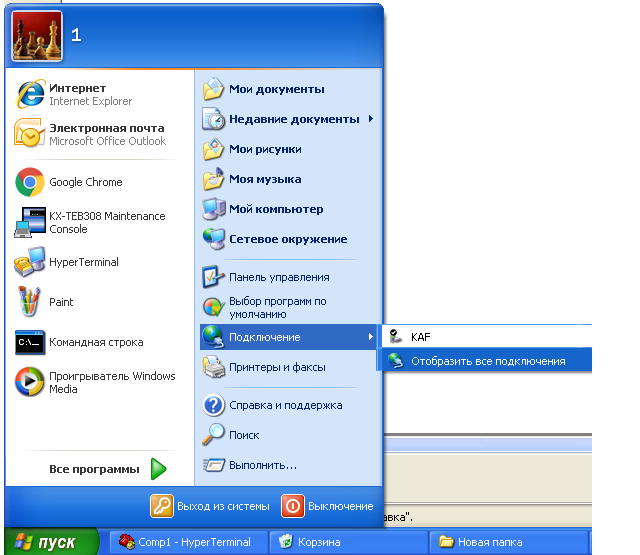 1
Интернет
Internet Explorer
Электронная почта
Microsoft Office Outlook
Google Chrome
KX-TEB308 Maintenance
Console
HyperTerminal
Paint
Командная строка
Проигрыватель Windows
Media
Все программы
Мои документы
Недавние документы
Мои рисунки
Моя музыка
Мой компьютер
Сетевое окружение
Панель управления
Выбор программ по
умолчанию
Подключение
KAF
Отобразить все подключения
Принтеры и факсы
Справка и поддержка
Поиск
Выполнить...
Выход из системы
Выключение
авка".
пуск
Comp1 - HyperTerminal
Корзина
Новая папка